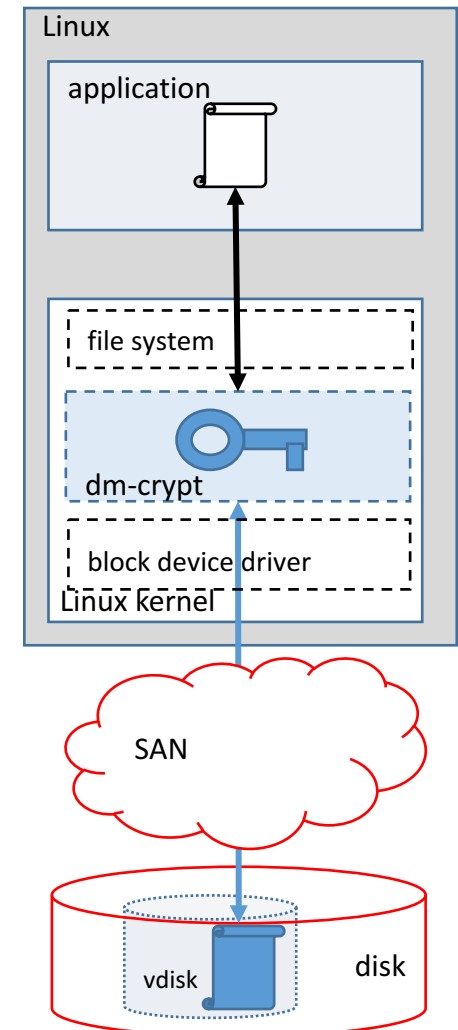 Linux
application
file system
dm-crypt
block device driver
Linux kernel
SAN
vdisk
disk